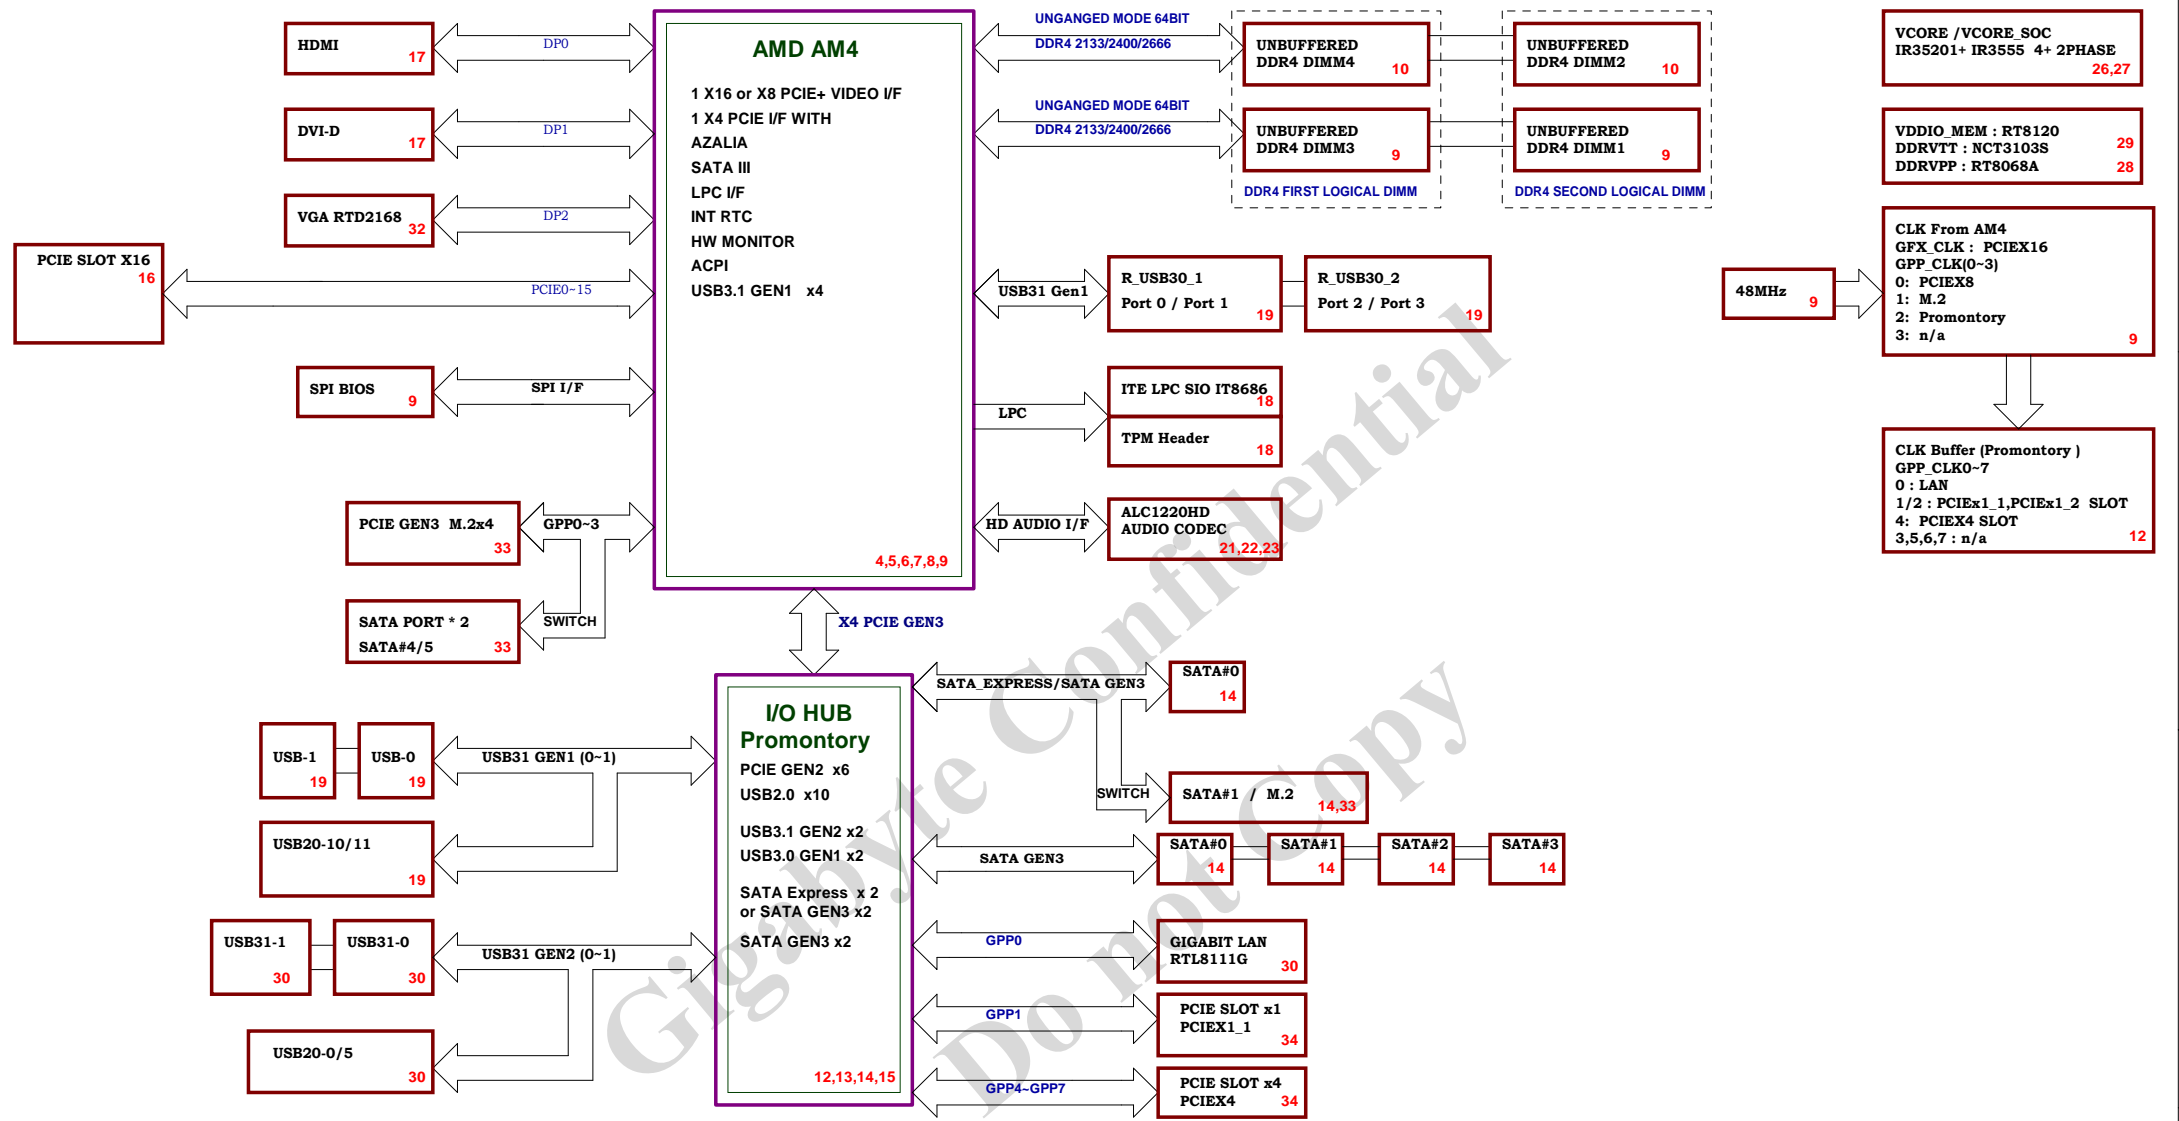 HDMI
17
DP0
DVI-D
17
DP1
VGA RTD2168
32
DP2
PCIE SLOT X16
16
PCIE0~15
SPI BIOS
9
SPI I/F
PCIE GEN3 M.2x4
33
GPP0~3
SATA PORT * 2
SATA#4/5
33
SWITCH
AMD AM4
1 X16 or X8 PCIE+ VIDEO I/F
1 X4 PCIE I/F WITH
AZALIA
SATA III
LPC I/F
INT RTC
HW MONITOR
ACPI
USB3.1 GEN1 x4
4,5,6,7,8,9
UNGANGED MODE 64BIT
DDR4 2133/2400/2666
UNBUFFERED
DDR4 DIMM4
10
UNBUFFERED
DDR4 DIMM2
10
UNGANGED MODE 64BIT
DDR4 2133/2400/2666
UNBUFFERED
DDR4 DIMM3
9
UNBUFFERED
DDR4 DIMM1
9
DDR4 FIRST LOGICAL DIMM
DDR4 SECOND LOGICAL DIMM
USB31 Gen1
R_USB30_1
Port 0 / Port 1
19
R_USB30_2
Port 2 / Port 3
19
LPC
ITE LPC SIO IT8686
18
TPM Header
18
HD AUDIO I/F
ALC1220HD
AUDIO CODEC
21,22,23
VCORE /VCORE_SOC
IR35201+ IR3555 4+ 2PHASE
26,27
VDDIO_MEM : RT8120
DDRVTT : NCT3103S
DDRVPP : RT8068A
29
28
48MHz
9
CLK From AM4
GFX_CLK : PCIEX16
GPP_CLK(0~3)
0: PCIEX8
1: M.2
2: Promontory
3: n/a
9
CLK Buffer (Promontory )
GPP_CLK0~7
0 : LAN
1/2 : PCIEx1_1,PCIEx1_2 SLOT
4: PCIEX4 SLOT
3,5,6,7 : n/a
12
X4 PCIE GEN3
I/O HUB
Promontory
PCIE GEN2 x6
USB2.0 x10
USB3.1 GEN2 x2
USB3.0 GEN1 x2
SATA Express x 2
or SATA GEN3 x2
SATA GEN3 x2
12,13,14,15
USB-1
19
USB-0
19
USB31 GEN1 (0~1)
USB20-10/11
19
USB31-1
30
USB31-0
30
USB31 GEN2 (0~1)
USB20-0/5
30
SATA_EXPRESS/SATA GEN3
SATA#0
14
SWITCH
SATA#1 / M.2
14,33
SATA GEN3
SATA#0
14
SATA#1
14
SATA#2
14
SATA#3
14
GPP0
GIGABIT LAN
RTL8111G
30
GPP1
PCIE SLOT x1
PCIEX1_1
34
GPP4~GPP7
PCIE SLOT x4
PCIEX4
34
Gigabyte Confidential
Do not Copy